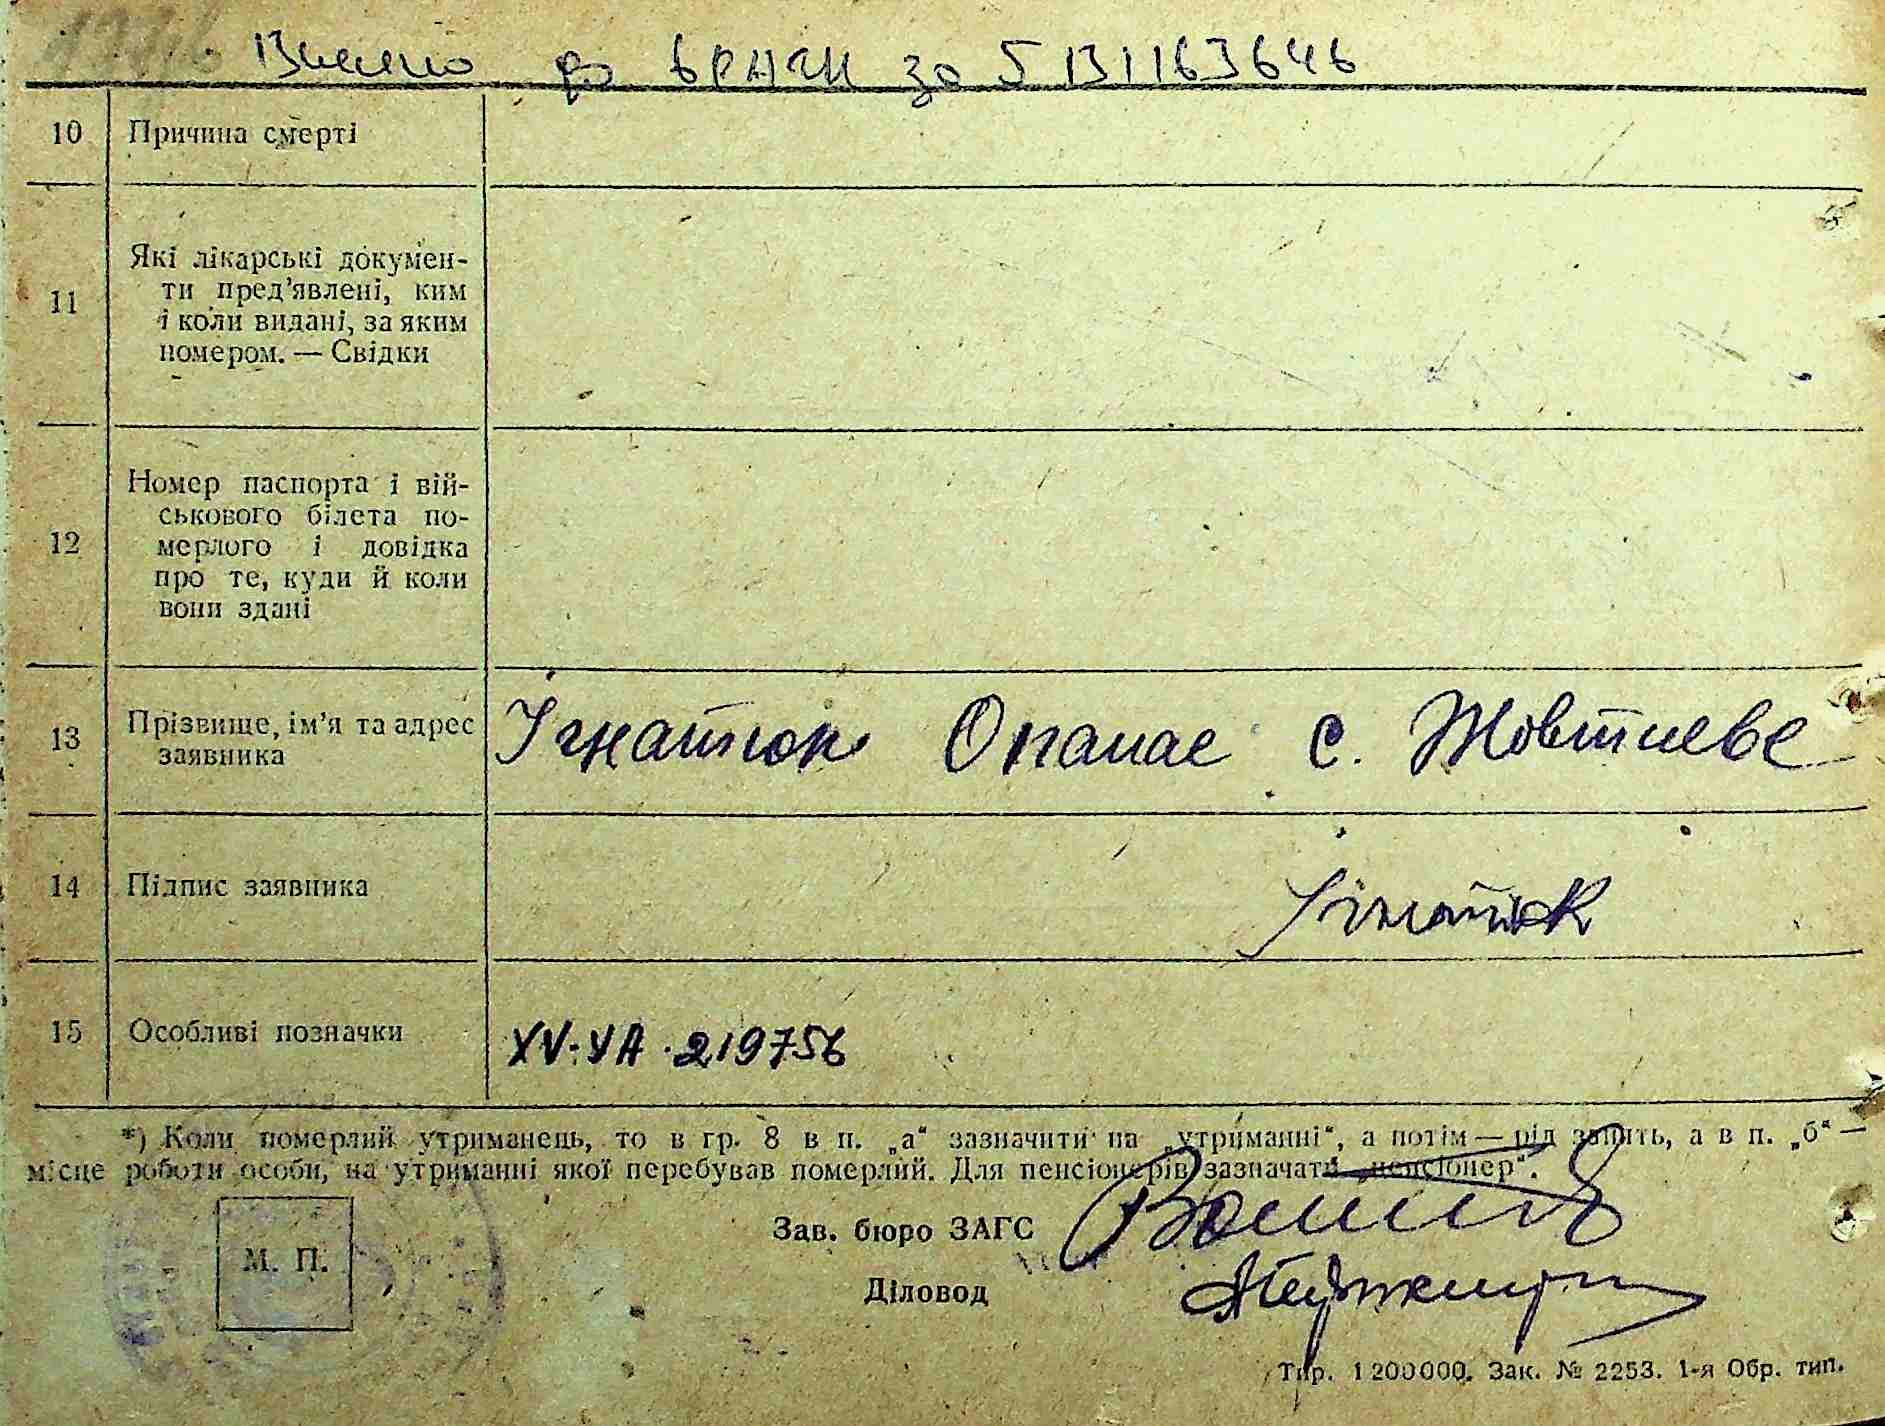 Внесено до ЕРНАЧИ за 5 131163646
10 Причина смерті
11 Які лікарські докумен-
ти пред’явлені, ким
і коли видані, за яким
номером. — Свідки
12 Номер паспорта і вій-
ськового білета по-
мерлого і довідка
про те, куди й коли
вони здані
13 Прізвище, ім’я та адрес
заявника
Ігнатюк Опанас с. Жовтневе
14 Підпис заявника Ігнатюк
15 Особливі позначки XV-УА·219756
*) Коли померлий утриманець, то в гр. 8 в п. „а“ зазначити на „утриманні“, а потім — рід занять, а в п. „б“ —
місце роботи особи, на утриманні якої перебував померлий. Для пенсіонерів зазначати „пенсіонер“.
М. П.
Зав. бюро ЗАГС
Діловод
Тир. 1200000. Зак. № 2253. 1-я Обр. тип.